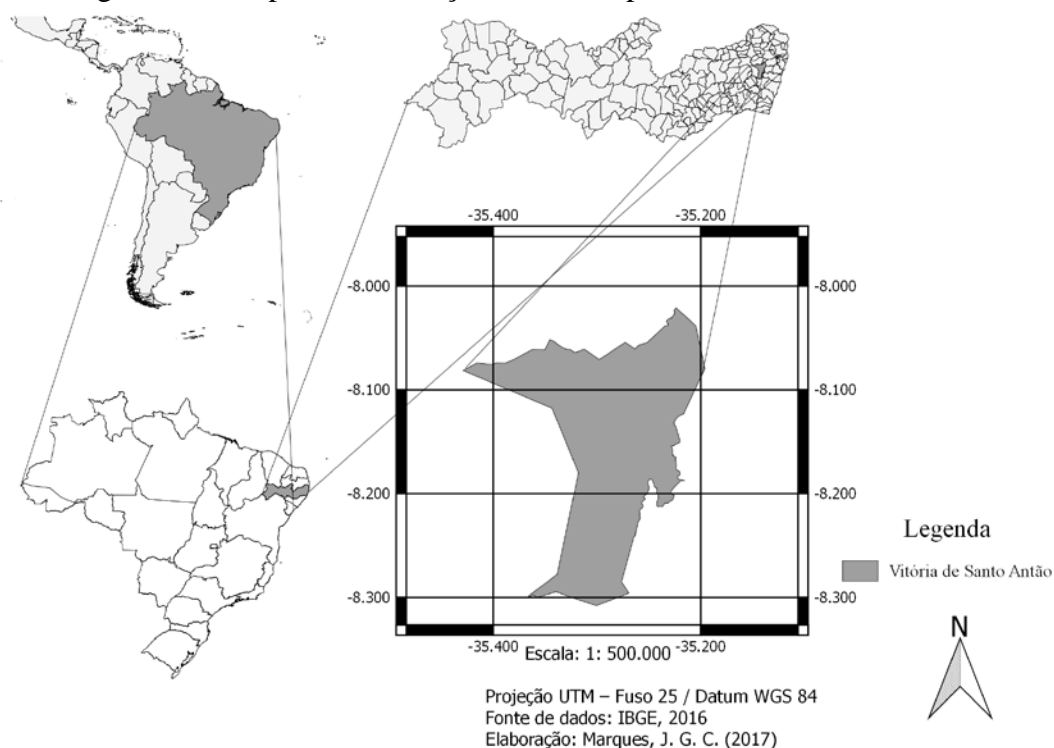 -35.400 -35.200
-8.000 -8.000
-8.100 -8.100
-8.200 -8.200
-8.300 -8.300
-35.400 -35.200
Escala: 1: 500.000
Legenda
Vitória de Santo Antão
N
Projeção UTM – Fuso 25 / Datum WGS 84
Fonte de dados: IBGE, 2016
Elaboração: Marques, J. G. C. (2017)